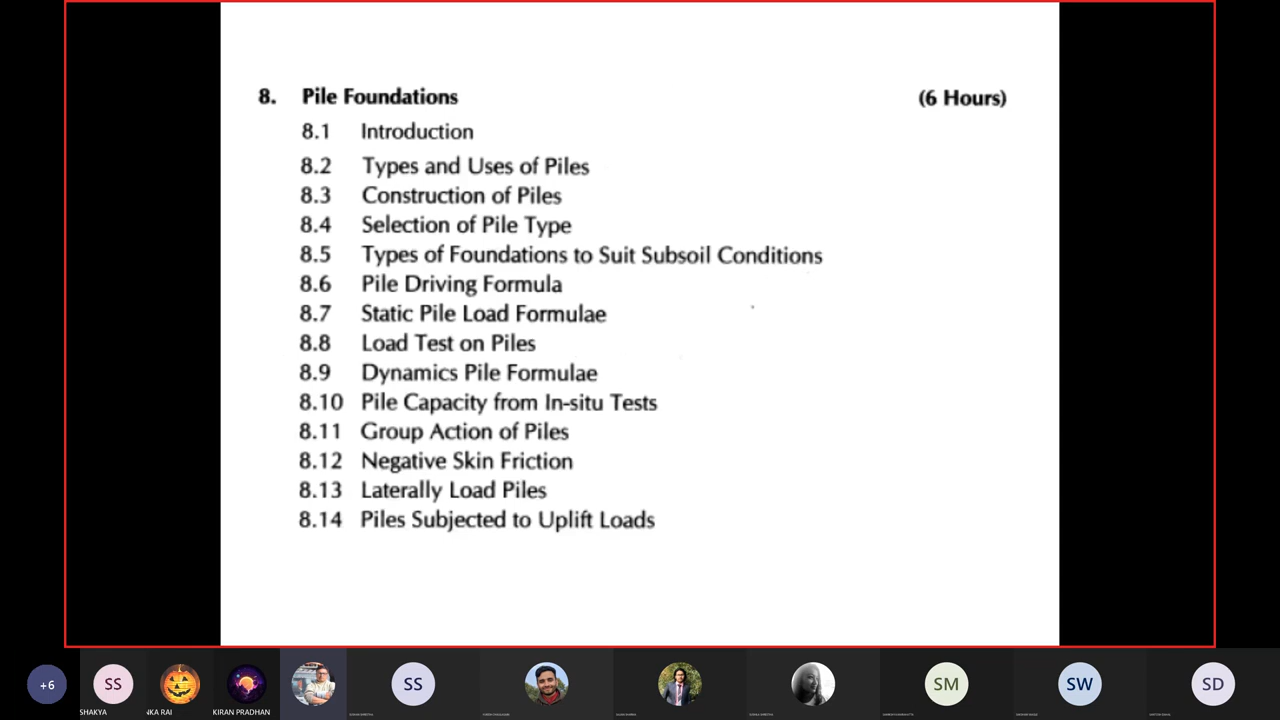 8. Pile Foundations (6 Hours)
8.1 Introduction
8.2 Types and Uses of Piles
8.3 Construction of Piles
8.4 Selection of Pile Type
8.5 Types of Foundations to Suit Subsoil Conditions
8.6 Pile Driving Formula
8.7 Static Pile Load Formulae
8.8 Load Test on Piles
8.9 Dynamics Pile Formulae
8.10 Pile Capacity from In-situ Tests
8.11 Group Action of Piles
8.12 Negative Skin Friction
8.13 Laterally Load Piles
8.14 Piles Subjected to Uplift Loads
+6 SS SS SM SW SD
SHAKYA NKA RAI KIRAN PRADHAN